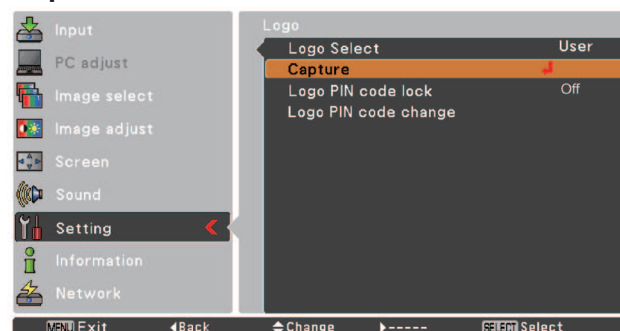 Input
PC adjust
Image select
Image adjust
Screen
Sound
Setting
Information
Network
Logo
Logo Select User
Capture
Logo PIN code lock Off
Logo PIN code change
MENU Exit ◀Back ◆Change ▶----- SELECT Select